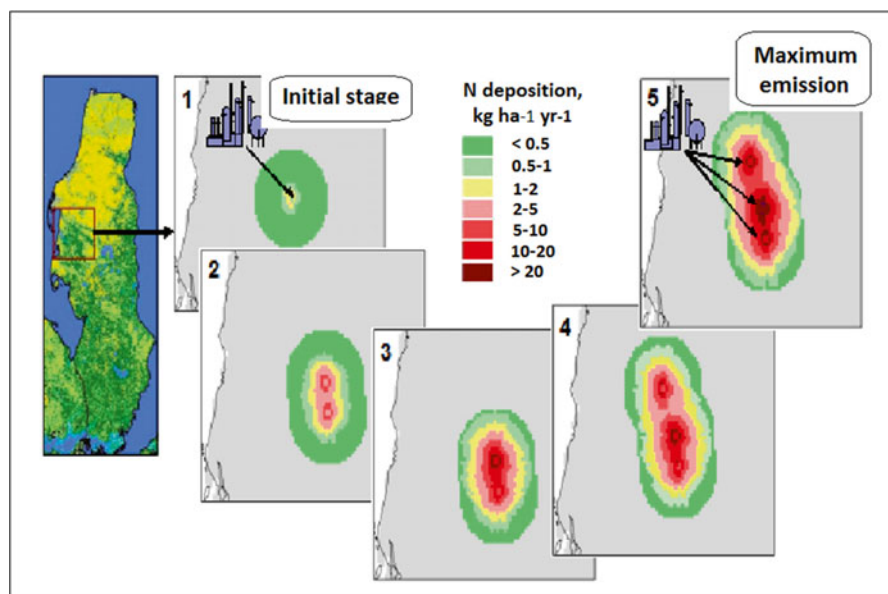 1
Initial stage
N deposition,
kg ha-1 yr-1
< 0.5
0.5-1
1-2
2-5
5-10
10-20
> 20
Maximum
emission
5
2
3
4